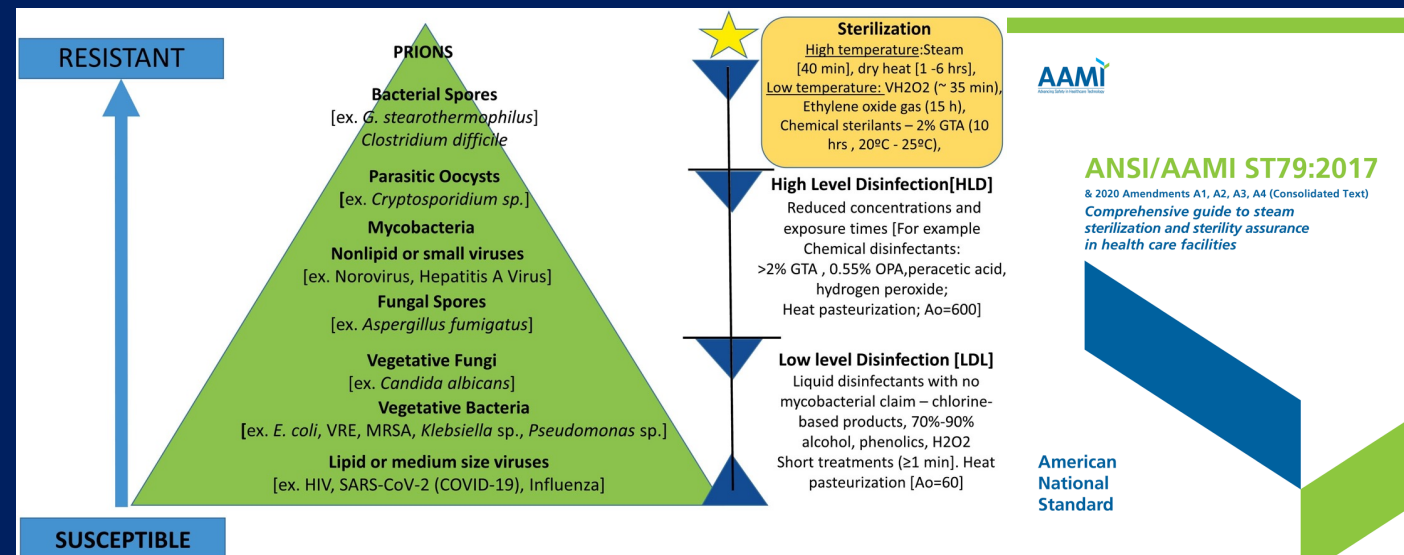 RESISTANT
SUSCEPTIBLE
PRIONS
Bacterial Spores
[ex. G. stearothermophilus]
Clostridium difficile
Parasitic Oocysts
[ex. Cryptosporidium sp.]
Mycobacteria
Nonlipid or small viruses
[ex. Norovirus, Hepatitis A Virus]
Fungal Spores
[ex. Aspergillus fumigatus]
Vegetative Fungi
[ex. Candida albicans]
Vegetative Bacteria
[ex. E. coli, VRE, MRSA, Klebsiella sp., Pseudomonas sp.]
Lipid or medium size viruses
[ex. HIV, SARS-CoV-2 (COVID-19), Influenza]
Sterilization
High temperature:Steam
[40 min], dry heat [1 -6 hrs],
Low temperature: VH2O2 (~ 35 min),
Ethylene oxide gas (15 h),
Chemical sterilants – 2% GTA (10
hrs , 20ºC - 25ºC),
High Level Disinfection[HLD]
Reduced concentrations and
exposure times [For example
Chemical disinfectants:
>2% GTA , 0.55% OPA,peracetic acid,
hydrogen peroxide;
Heat pasteurization; Ao=600]
Low level Disinfection [LDL]
Liquid disinfectants with no
mycobacterial claim – chlorine-
based products, 70%-90%
alcohol, phenolics, H2O2
Short treatments (≥1 min]. Heat
pasteurization [Ao=60]
AAMI
Advancing Safety in Healthcare Technology
ANSI/AAMI ST79:2017
& 2020 Amendments A1, A2, A3, A4 (Consolidated Text)
Comprehensive guide to steam
sterilization and sterility assurance
in health care facilities
American
National
Standard